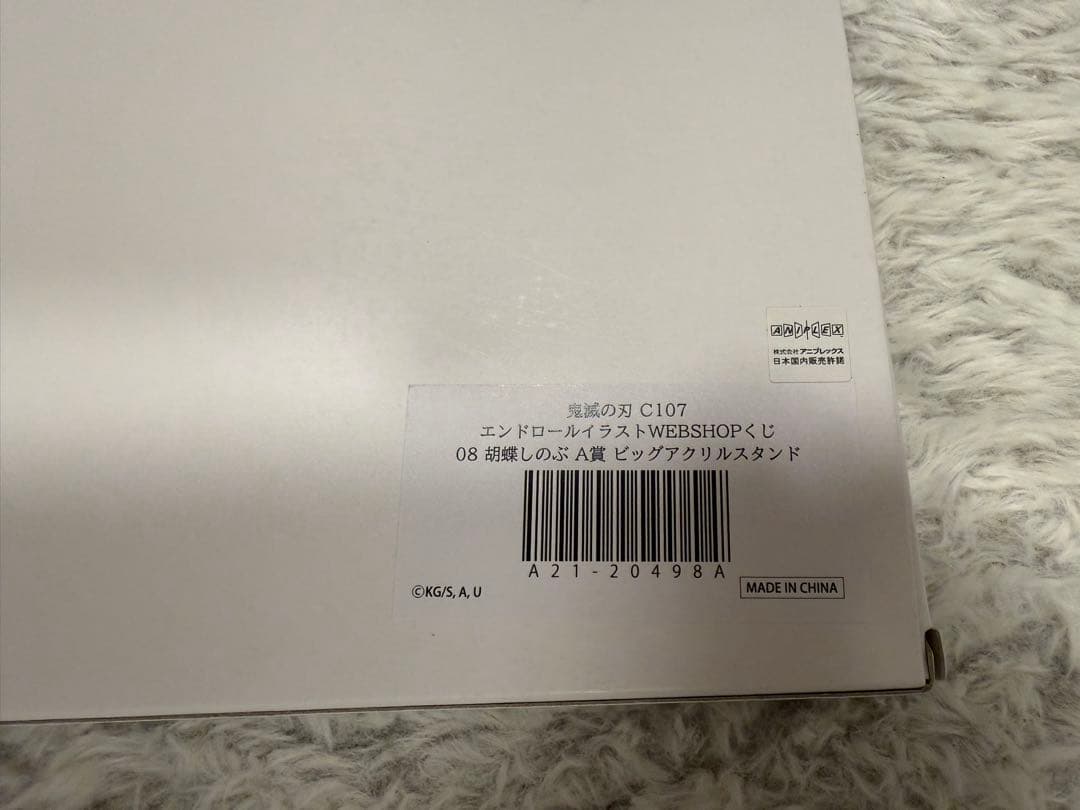 ANIPLEX
株式会社アニプレックス
日本国内販売許諾
鬼滅の刃 C107
エンドロールイラストWEBSHOPくじ
08 胡蝶しのぶ A賞 ビッグアクリルスタンド
A21-20498A
©KG/S, A, U
MADE IN CHINA